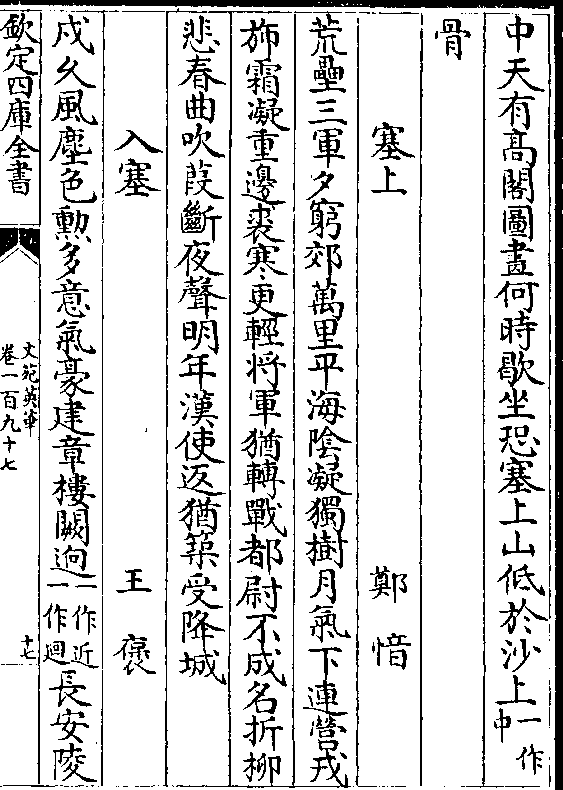 中天有高閣圖畫何時歇坐恐塞上山低於沙上一作中
骨
塞上 鄭愔
荒壘三軍夕窮郊萬里平海陰凝獨樹月氣下連營戎
斾霜凝重邊裘寒更輕將軍猶轉戰都尉不成名折柳
悲春曲吹葭斷夜聲明年漢使返猶築受降城
入塞 王褒
戍久風塵色勲多意氣豪建章樓闕迥一作近一作迴長安陵
欽定四庫全書
文苑英華
卷一百九十七
十七